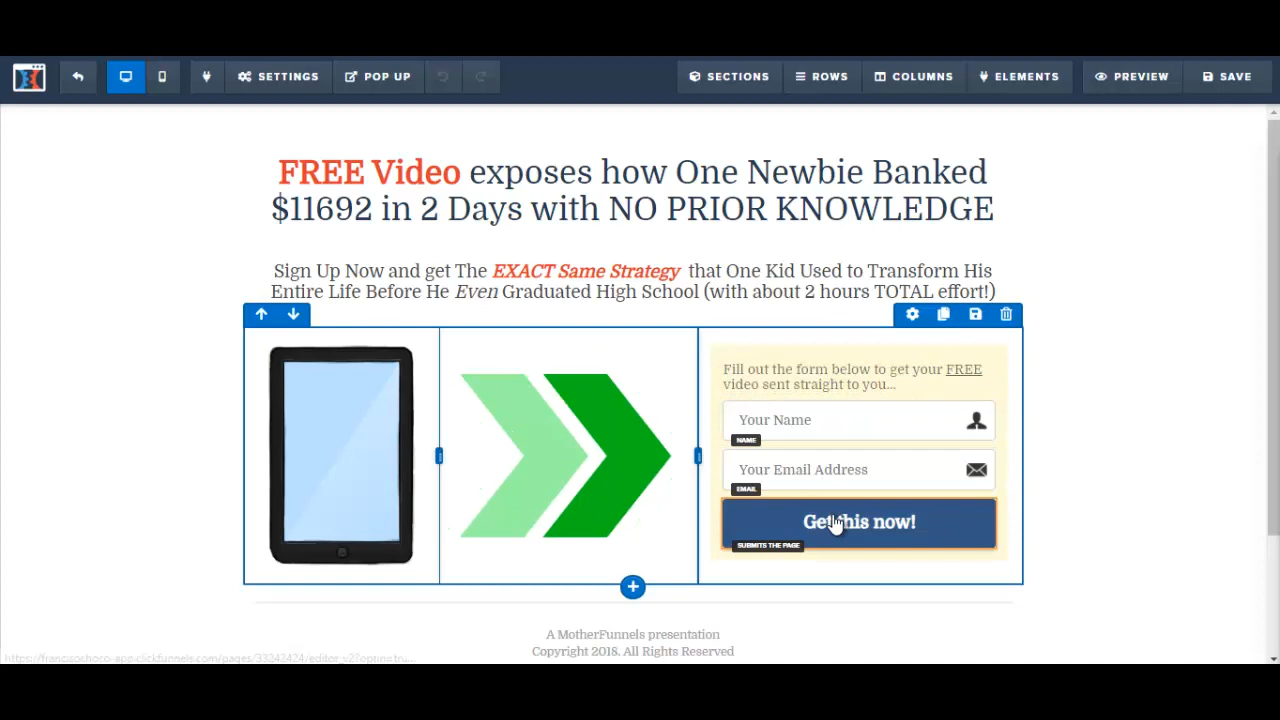 SETTINGS
POP UP
SECTIONS
ROWS
COLUMNS
ELEMENTS
PREVIEW
SAVE
FREE Video exposes how One Newbie Banked
$11692 in 2 Days with NO PRIOR KNOWLEDGE
Sign Up Now and get The EXACT Same Strategy that One Kid Used to Transform His
Entire Life Before He Even Graduated High School (with about 2 hours TOTAL effort!)
Fill out the form below to get your FREE
video sent straight to you...
Your Name
NAME
Your Email Address
EMAIL
Get this now!
SUBMITS THE PAGE
A MotherFunnels presentation
Copyright 2018. All Rights Reserved